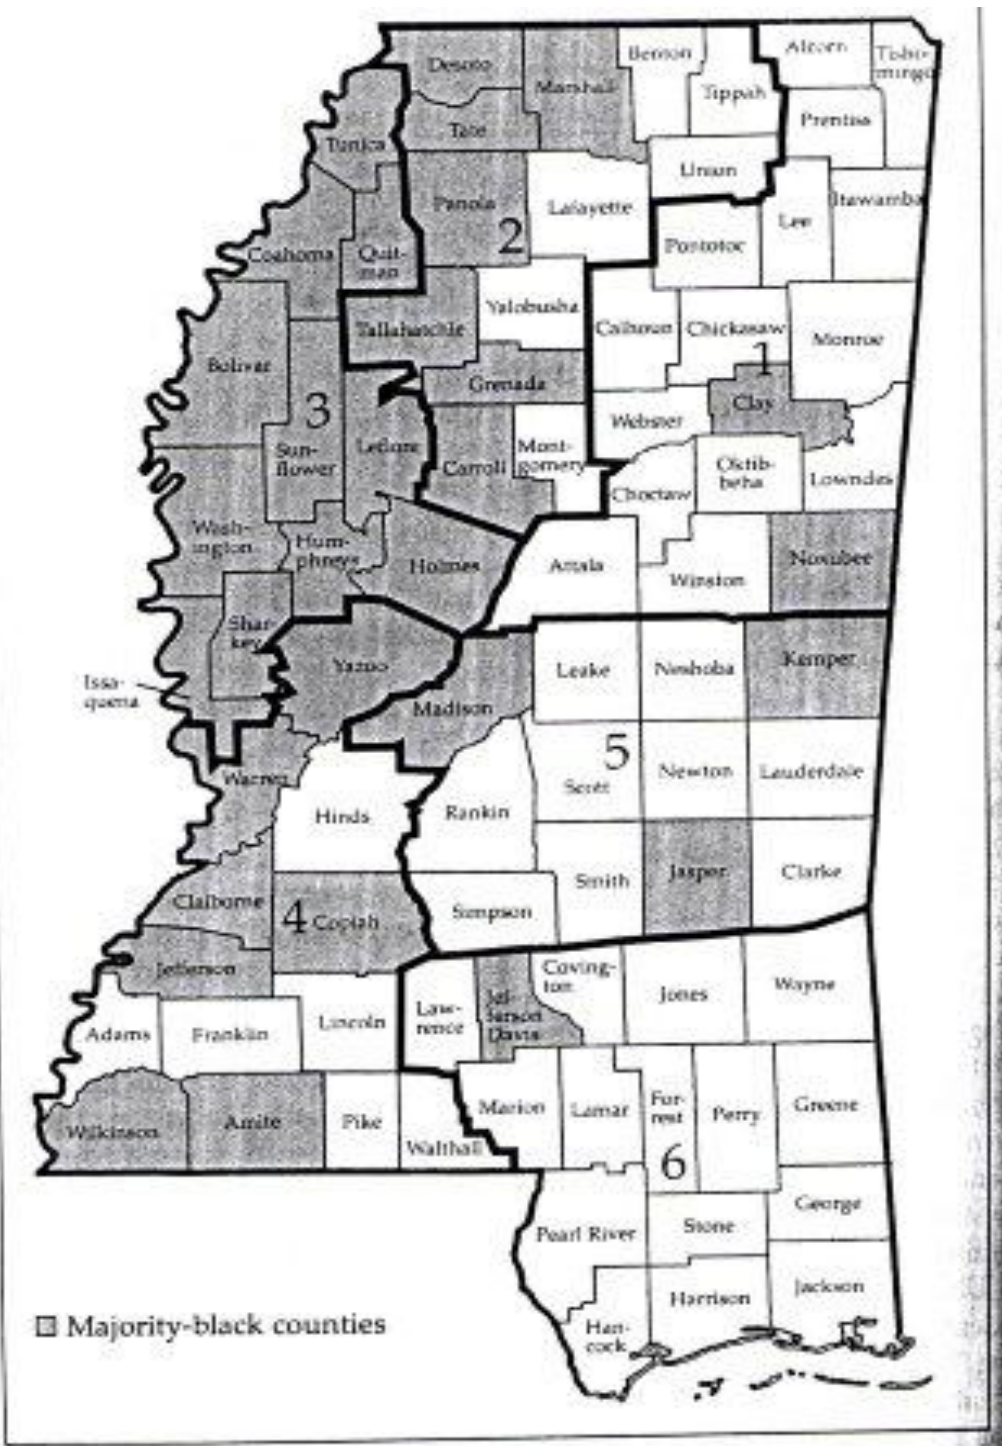 Desoto
Marshall
Benton
Tippah
Alcorn
Tisho-
mingo
Prentiss
Tunica
Tate
Union
Panola
Lafayette
2
Pontotoc
Lee
Itawamba
Coahoma
Quit-
man
Tallahatchie
Yalobusha
Calhoun
Chickasaw
Monroe
1
Bolivar
Grenada
Clay
3
Sun-
flower
Leflore
Carroll
Mont-
gomery
Webster
Oktib-
beha
Lowndes
Choctaw
Wash-
ington
Hum-
phreys
Holmes
Attala
Winston
Noxubee
Shar-
key
Yazoo
Issa-
quena
Madison
Leake
Neshoba
Kemper
Warren
Hinds
Rankin
5
Scott
Newton
Lauderdale
Claiborne
4
Copiah
Simpson
Smith
Jasper
Clarke
Jefferson
Adams
Franklin
Lincoln
Law-
rence
Jef-
ferson
Davis
Coving-
ton
Jones
Wayne
Wilkinson
Amite
Pike
Walthall
Marion
Lamar
For-
rest
Perry
Greene
6
Pearl River
Stone
George
Han-
cock
Harrison
Jackson
Majority-black counties